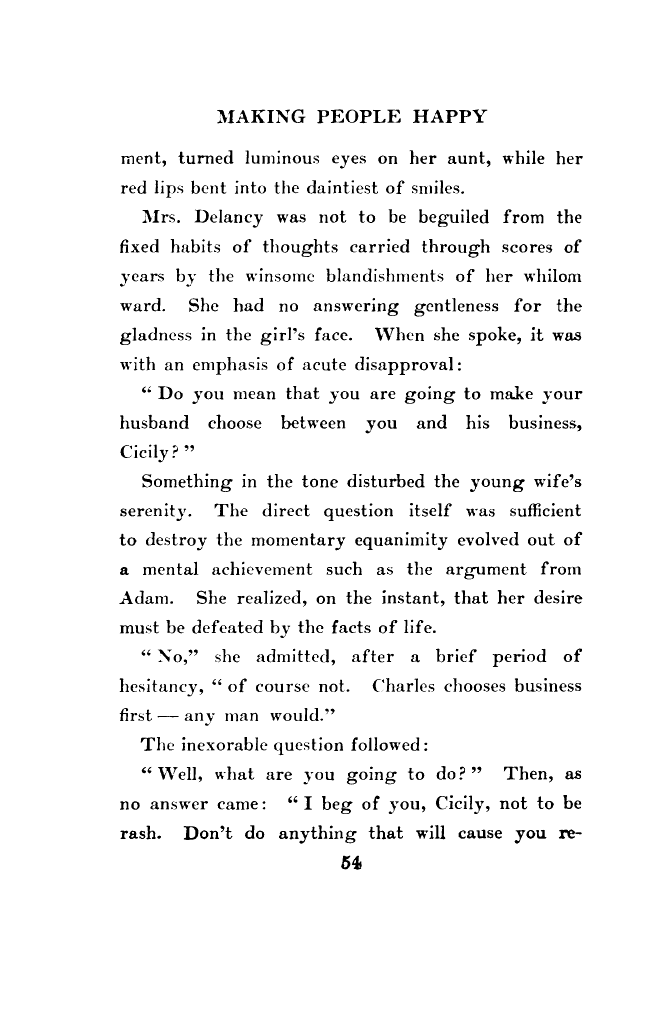 MAKING PEOPLE HAPPY
ment, turned luminous eyes on her aunt, while her
red lips bent into the daintiest of smiles.
Mrs. Delancy was not to be beguiled from the
fixed habits of thoughts carried through scores of
years by the winsome blandishments of her whilom
ward. She had no answering gentleness for the
gladness in the girl's face. When she spoke, it was
with an emphasis of acute disapproval:
“ Do you mean that you are going to make your
husband choose between you and his business,
Cicily? ”
Something in the tone disturbed the young wife's
serenity. The direct question itself was sufficient
to destroy the momentary equanimity evolved out of
a mental achievement such as the argument from
Adam. She realized, on the instant, that her desire
must be defeated by the facts of life.
“ No,” she admitted, after a brief period of
hesitancy, “ of course not. Charles chooses business
first — any man would.”
The inexorable question followed:
“ Well, what are you going to do? ” Then, as
no answer came: “ I beg of you, Cicily, not to be
rash. Don't do anything that will cause you re-
54